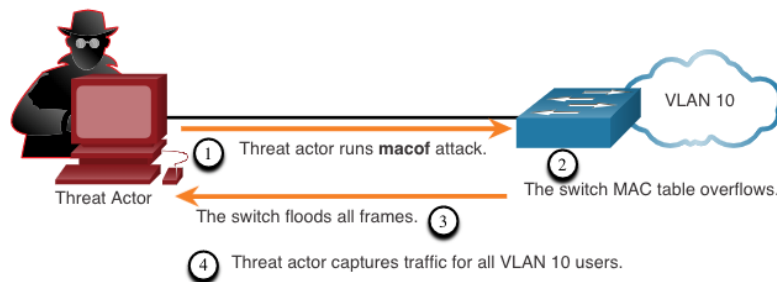 VLAN 10
1 Threat actor runs macof attack.
2
The switch MAC table overflows.
Threat Actor
The switch floods all frames. 3
4 Threat actor captures traffic for all VLAN 10 users.